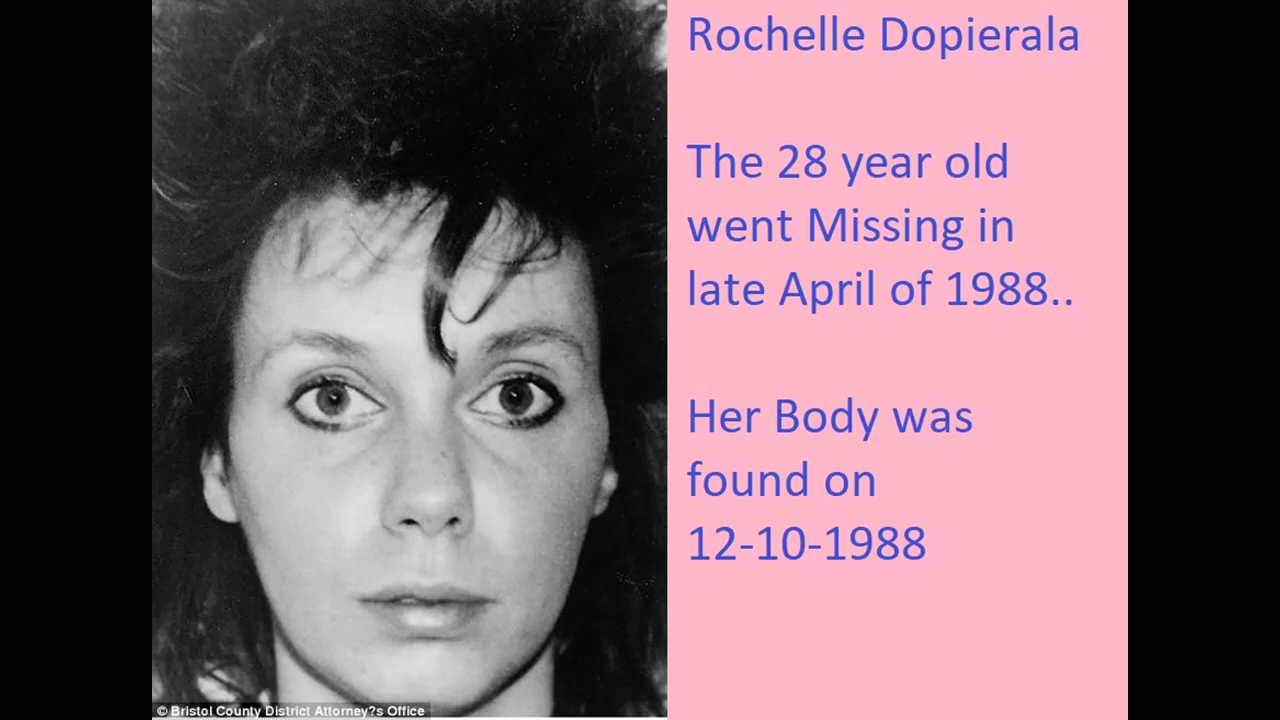 Rochelle Dopierala
The 28 year old
went Missing in
late April of 1988..
Her Body was
found on
12-10-1988
© Bristol County District Attorney?s Office